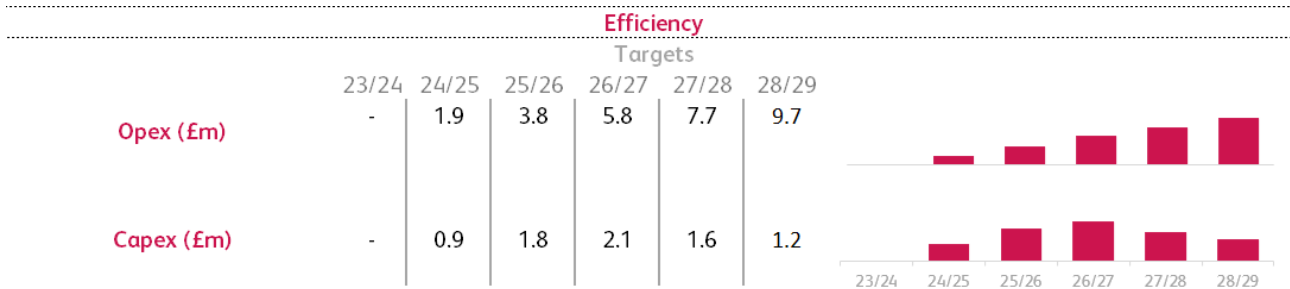 Efficiency
Targets
23/24 24/25 25/26 26/27 27/28 28/29
Opex (£m) - 1.9 3.8 5.8 7.7 9.7
Capex (£m) - 0.9 1.8 2.1 1.6 1.2
23/24 24/25 25/26 26/27 27/28 28/29